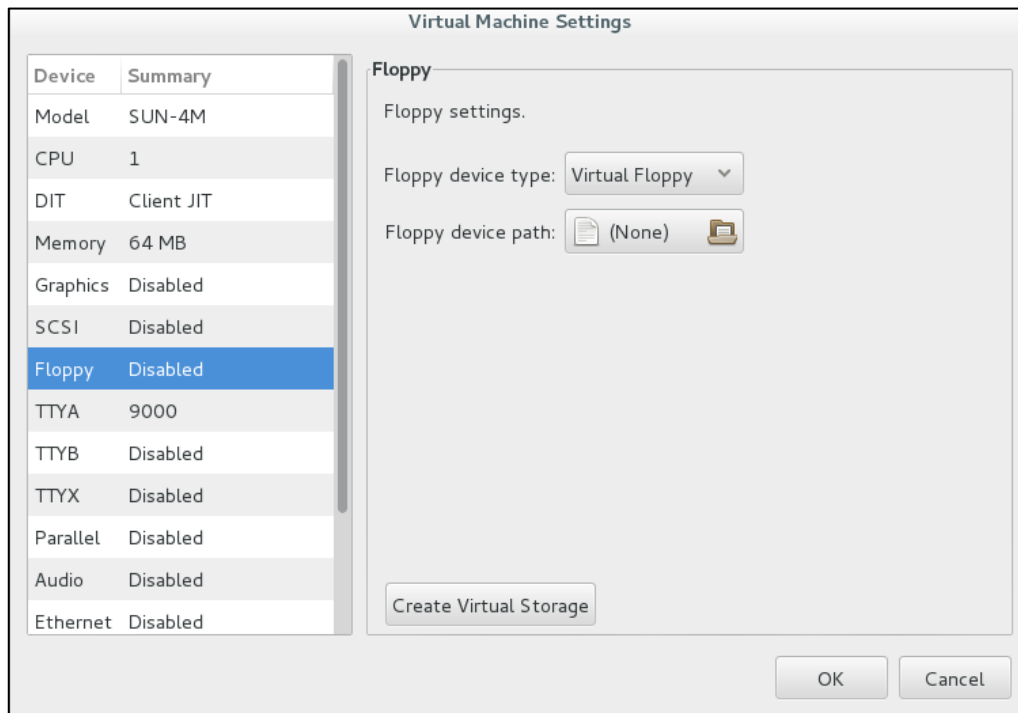 Virtual Machine Settings
Device Summary
Model SUN-4M
CPU 1
DIT Client JIT
Memory 64 MB
Graphics Disabled
SCSI Disabled
Floppy Disabled
TTYA 9000
TTYB Disabled
TTYX Disabled
Parallel Disabled
Audio Disabled
Ethernet Disabled
Floppy
Floppy settings.
Floppy device type: Virtual Floppy
Floppy device path: (None)
Create Virtual Storage
OK Cancel